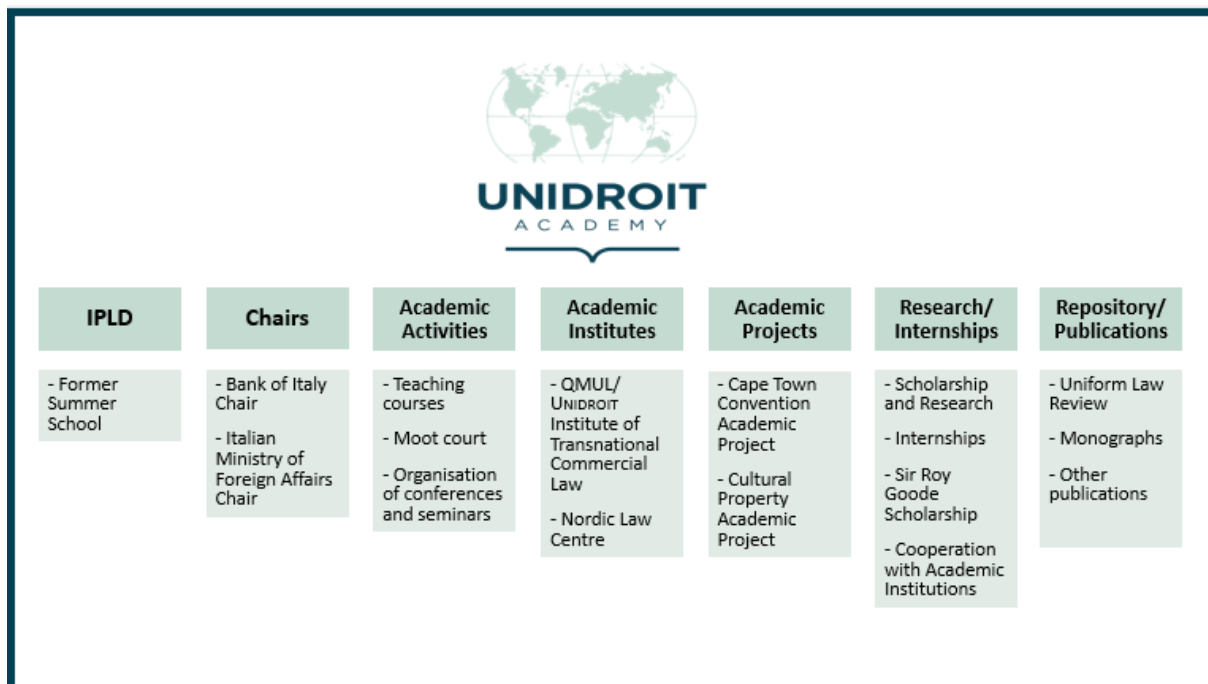 UNIDROIT
ACADEMY
IPLD
- Former
Summer
School
Chairs
- Bank of Italy
Chair
- Italian
Ministry of
Foreign Affairs
Chair
Academic
Activities
- Teaching
courses
- Moot court
- Organisation
of conferences
and seminars
Academic
Institutes
- QMUL/
UNIDROIT
Institute of
Transnational
Commercial
Law
- Nordic Law
Centre
Academic
Projects
- Cape Town
Convention
Academic
Project
- Cultural
Property
Academic
Project
Research/
Internships
- Scholarship
and Research
- Internships
- Sir Roy
Goode
Scholarship
- Cooperation
with Academic
Institutions
Repository/
Publications
- Uniform Law
Review
- Monographs
- Other
publications